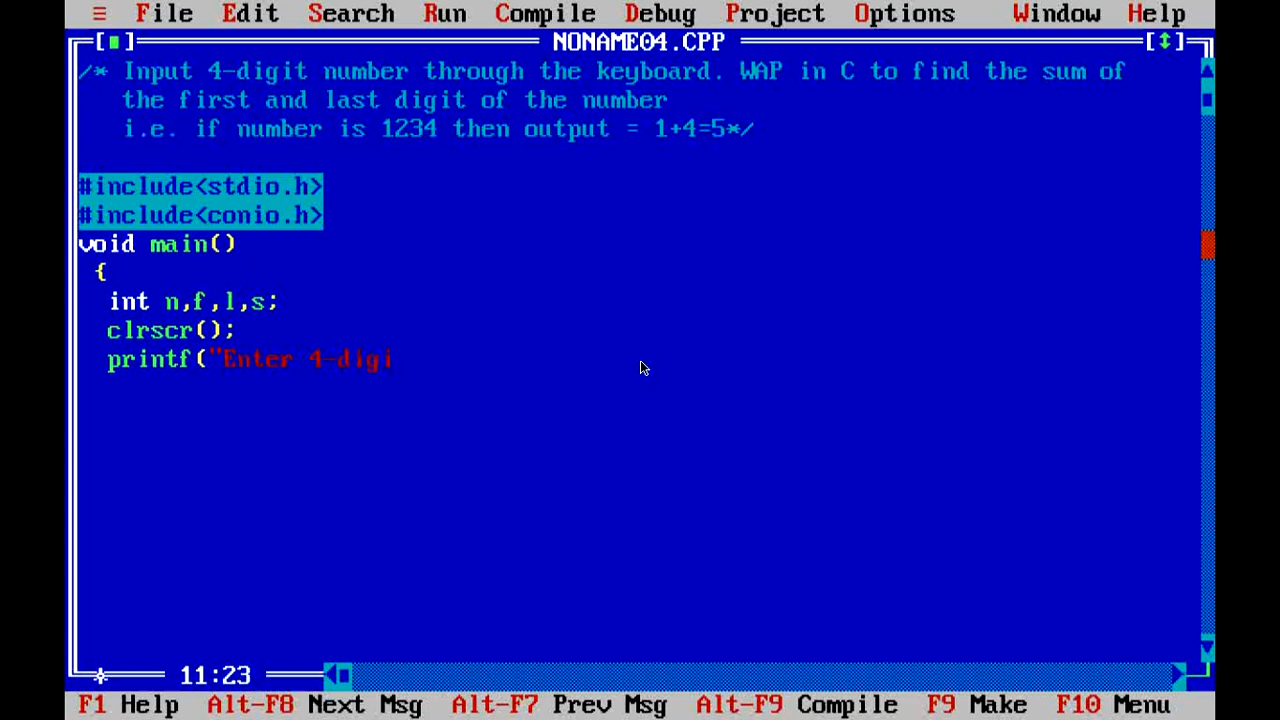 ≡ File Edit Search Run Compile Debug Project Options Window Help
[■] NONAME04.CPP [↕]
/* Input 4-digit number through the keyboard. WAP in C to find the sum of
the first and last digit of the number
i.e. if number is 1234 then output = 1+4=5*/
#include<stdio.h>
#include<conio.h>
void main()
{
int n,f,l,s;
clrscr();
printf("Enter 4-digi
* 11:23
F1 Help Alt-F8 Next Msg Alt-F7 Prev Msg Alt-F9 Compile F9 Make F10 Menu